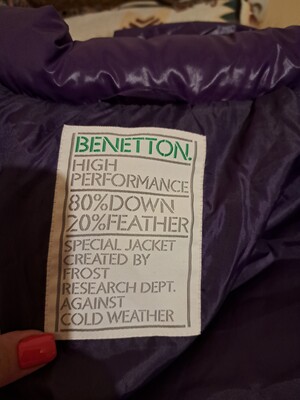 BENETTON.
HIGH
PERFORMANCE
80%DOWN
20%FEATHER
SPECIAL JACKET
CREATED BY
FROST
RESEARCH DEPT.
AGAINST
COLD WEATHER